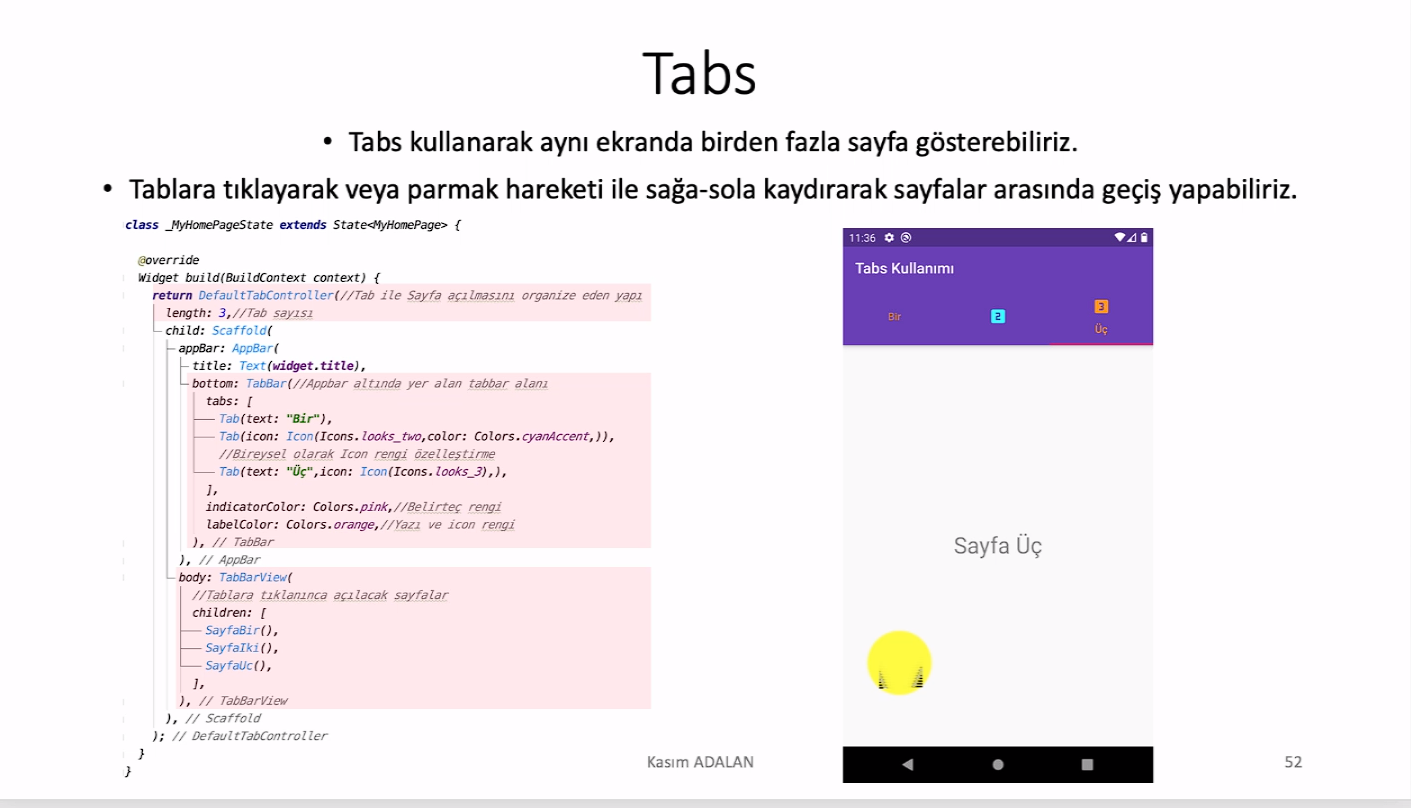 Tabs
• Tabs kullanarak aynı ekranda birden fazla sayfa gösterebiliriz.
• Tablara tıklayarak veya parmak hareketi ile sağa-sola kaydırarak sayfalar arasında geçiş yapabiliriz.
class _MyHomePageState extends State<MyHomePage> {
@override
Widget build(BuildContext context) {
return DefaultTabController(//Tab ile Sayfa açılmasını organize eden yapı
length: 3,//Tab sayısı
child: Scaffold(
appBar: AppBar(
title: Text(widget.title),
bottom: TabBar(//Appbar altında yer alan tabbar alanı
tabs: [
Tab(text: "Bir"),
Tab(icon: Icon(Icons.looks_two,color: Colors.cyanAccent,)),
//Bireysel olarak Icon rengi özelleştirme
Tab(text: "Üç",icon: Icon(Icons.looks_3),),
],
indicatorColor: Colors.pink,//Belirteç rengi
labelColor: Colors.orange,//Yazı ve icon rengi
), // TabBar
), // AppBar
body: TabBarView(
//Tablara tıklanınca açılacak sayfalar
children: [
SayfaBir(),
SayfaIki(),
SayfaUc(),
],
), // TabBarView
), // Scaffold
); // DefaultTabController
}
}
11:36
Tabs Kullanımı
Bir
2
3
Üç
Sayfa Üç
Kasım ADALAN
52